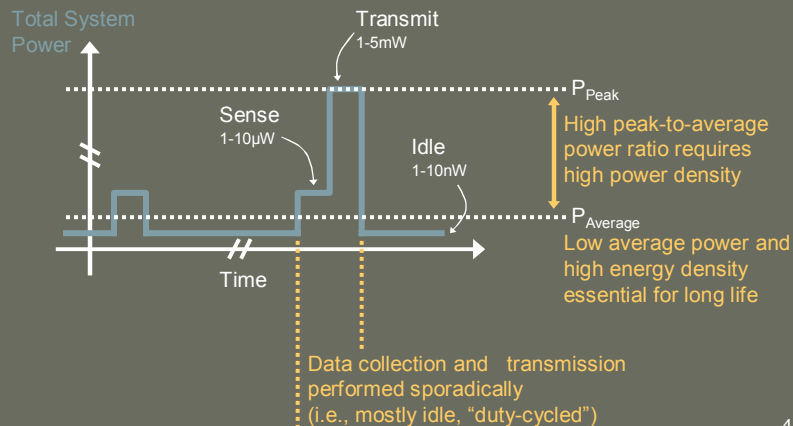 Total System
Power
Transmit
1-5mW
Sense
1-10µW
Idle
1-10nW
P Peak
High peak-to-average
power ratio requires
high power density
P Average
Low average power and
high energy density
essential for long life
Time
Data collection and transmission
performed sporadically
(i.e., mostly idle, “duty-cycled”)
4